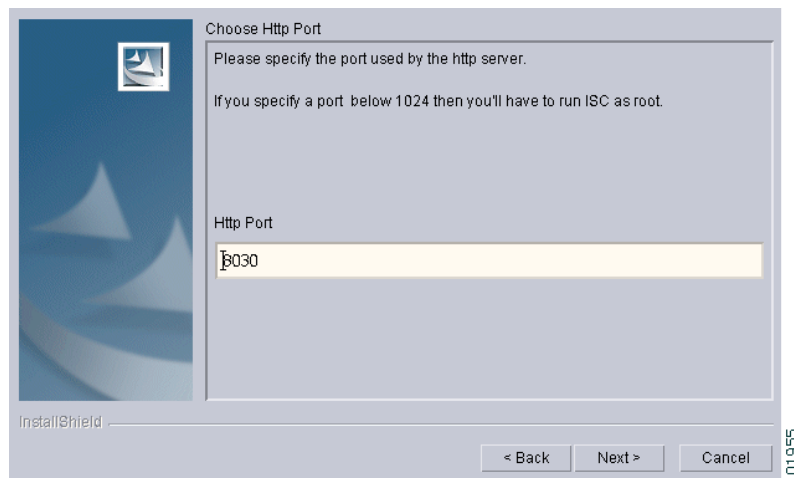 Choose Http Port
Please specify the port used by the http server.
If you specify a port below 1024 then you'll have to run ISC as root.
Http Port
8030
InstallShield
< Back
Next >
Cancel
01955